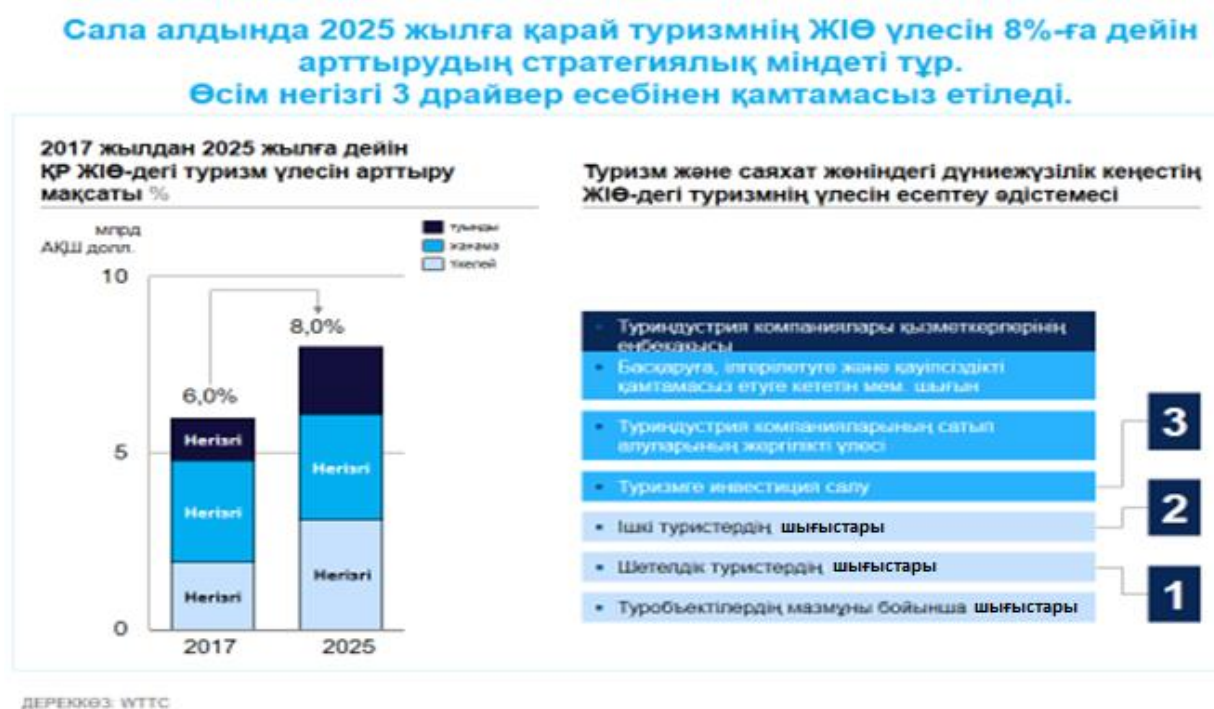 Сала алдында 2025 жылға қарай туризмнің ЖІӨ үлесін 8%-ға дейін
арттырудың стратегиялық міндеті тұр.
Өсім негізгі 3 драйвер есебінен қамтамасыз етіледі.
2017 жылдан 2025 жылға дейін
ҚР ЖІӨ-дегі туризм үлесін арттыру
мақсаты %
млрд
АҚШ долл.
туынды
жанама
тікелей
10
8,0%
6,0%
Негізгі
5
Негізгі
Негізгі
Негізгі
Негізгі
0
2017
2025
Туризм және саяхат жөніндегі дүниежүзілік кеңестің
ЖІӨ-дегі туризмнің үлесін есептеу әдістемесі
• Туриндустрия компаниялары қызметкерлерінің
еңбекақысы
• Басқаруға, ілгерілетуге және қауіпсіздікті
қамтамасыз етуге кететін мем. шығын
• Туриндустрия компанияларының сатып
алуларының жергілікті үлесі
• Туризмге инвестиция салу
• Ішкі туристердің шығыстары
• Шетелдік туристердің шығыстары
• Туробъектілердің мазмұны бойынша шығыстары
3
2
1
ДЕРЕККӨЗ: WTTC